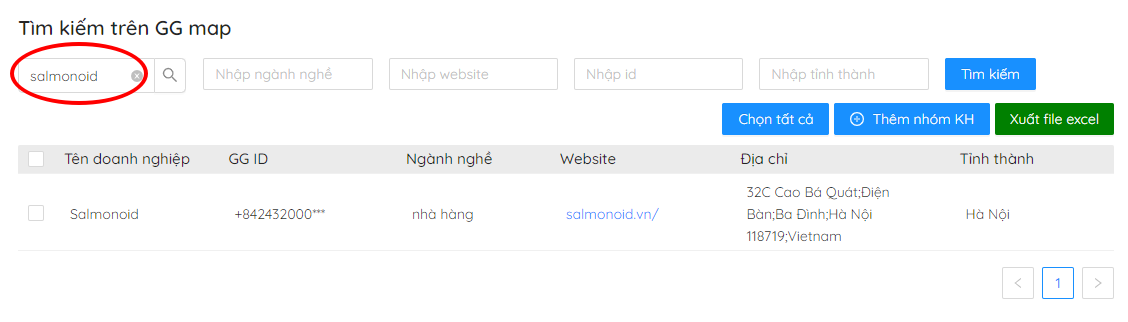 Tìm kiếm trên GG map
salmonoid Nhập ngành nghề Nhập website Nhập id Nhập tỉnh thành Tìm kiếm
Chọn tất cả Thêm nhóm KH Xuất file excel
Tên doanh nghiệp GG ID Ngành nghề Website Địa chỉ Tỉnh thành
Salmonoid +842432000*** nhà hàng salmonoid.vn/ 32C Cao Bá Quát;Điện
Bàn;Ba Đình;Hà Nội Hà Nội
118719;Vietnam
< 1 >